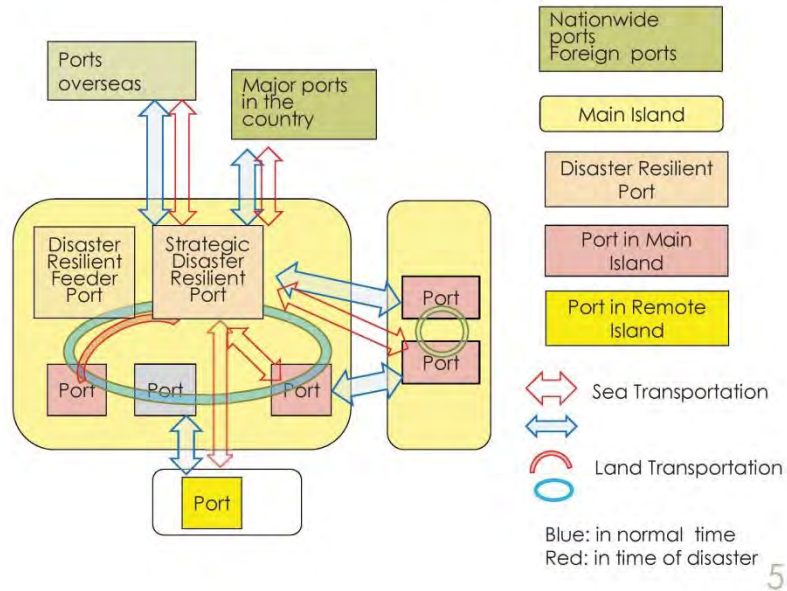 Ports
overseas
Major ports
in the
country
Disaster
Resilient
Feeder
Port
Strategic
Disaster
Resilient
Port
Port
Port
Port
Port
Port
Port
Nationwide
ports
Foreign ports
Main Island
Disaster Resilient
Port
Port in Main
Island
Port in Remote
Island
Sea Transportation
Land Transportation
Blue: in normal time
Red: in time of disaster
5